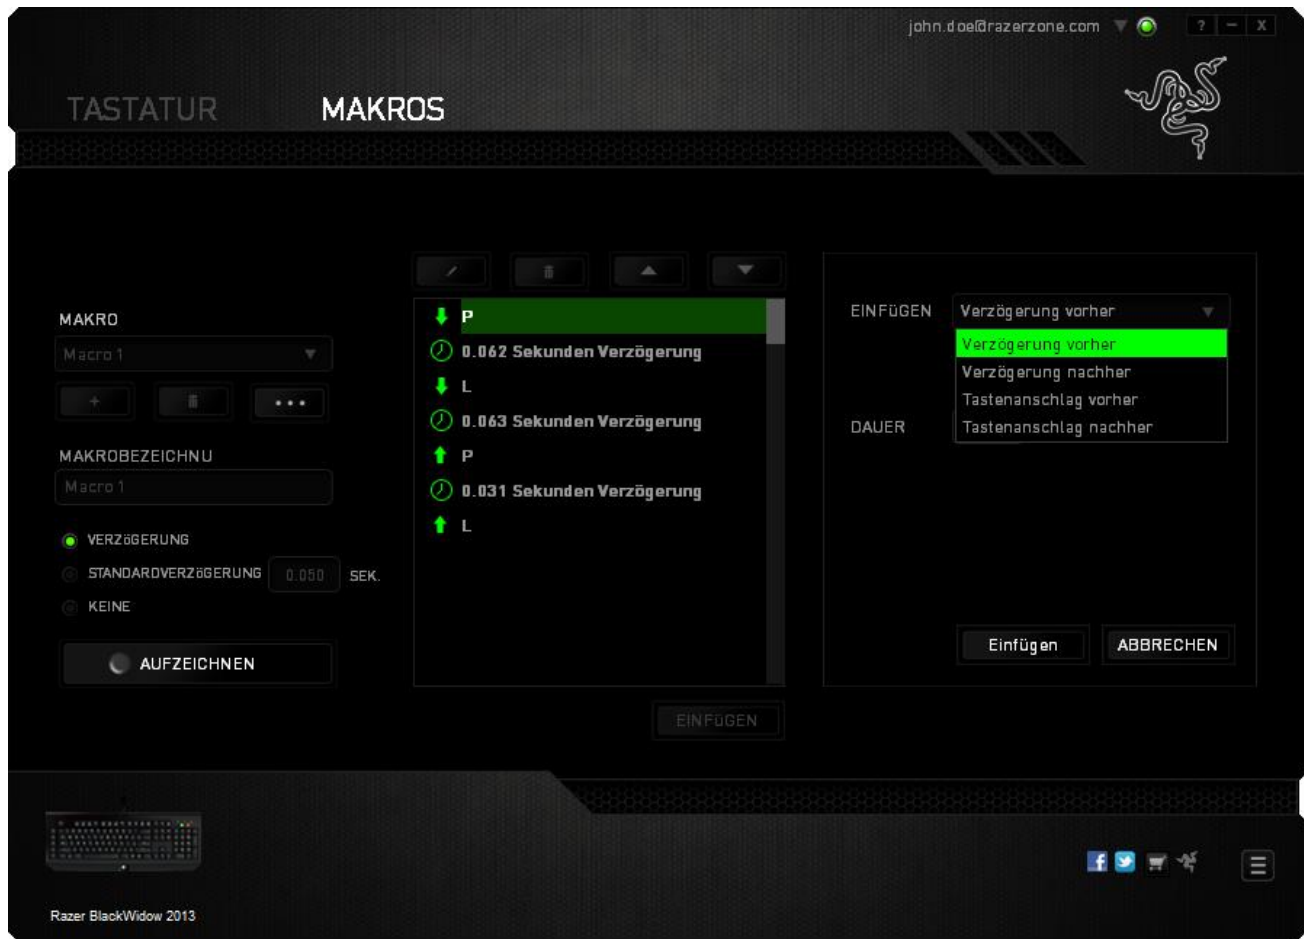 john.doe@razerzone.com
? – X
TASTATUR MAKROS
MAKRO
Macro 1
MAKROBEZEICHNU
Macro 1
VERZöGERUNG
STANDARDVERZöGERUNG 0.050 SEK.
KEINE
AUFZEICHNEN
P
0.062 Sekunden Verzögerung
L
0.063 Sekunden Verzögerung
P
0.031 Sekunden Verzögerung
L
EINFüGEN
EINFüGEN Verzögerung vorher
Verzögerung vorher
Verzögerung nachher
Tastenanschlag vorher
Tastenanschlag nachher
DAUER
Einfügen ABBRECHEN
Razer BlackWidow 2013